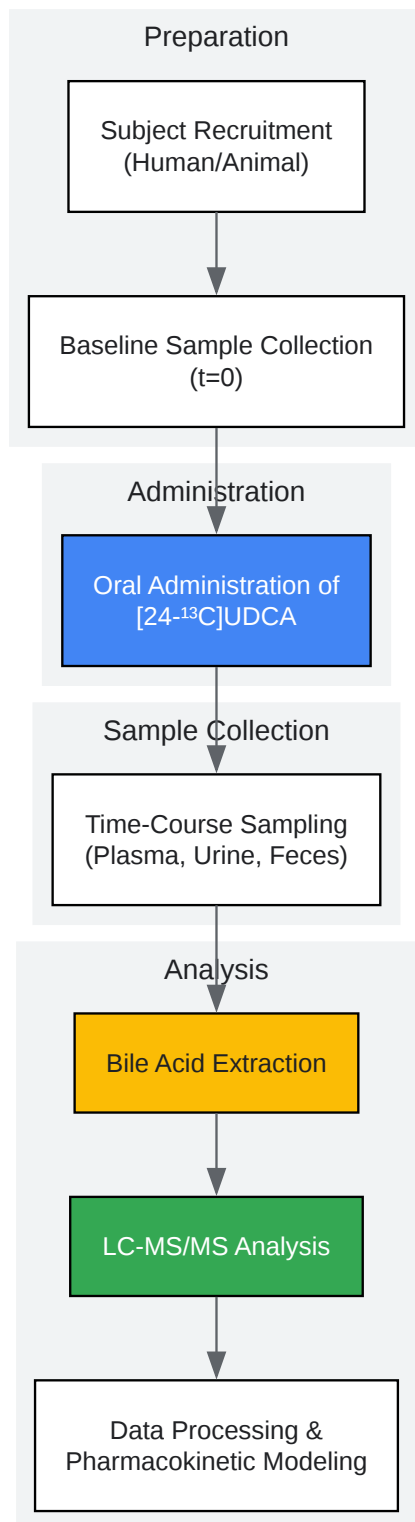 Preparation
Subject Recruitment
(Human/Animal)
Baseline Sample Collection
(t=0)
Administration
Oral Administration of
[24-¹³C]UDCA
Sample Collection
Time-Course Sampling
(Plasma, Urine, Feces)
Analysis
Bile Acid Extraction
LC-MS/MS Analysis
Data Processing &
Pharmacokinetic Modeling